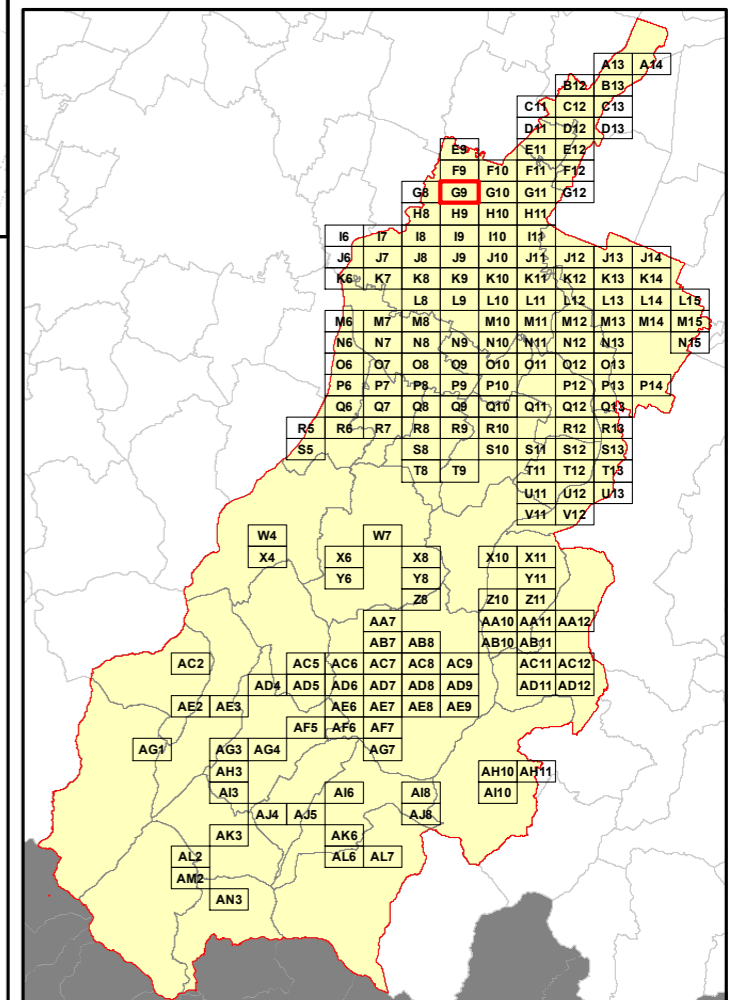 A13 A14
B12 B13
C11 C12 C13
D11 D12 D13
E9 E11 E12
F9 F10 F11 F12
G8 G9 G10 G11 G12
H8 H9 H10 H11
I6 I7 I8 I9 I10 I11
J6 J7 J8 J9 J10 J11 J12 J13 J14
K6 K7 K8 K9 K10 K11 K12 K13 K14
L8 L9 L10 L11 L12 L13 L14 L15
M6 M7 M8 M10 M11 M12 M13 M14 M15
N6 N7 N8 N9 N10 N11 N12 N13 N15
O6 O7 O8 O9 O10 O11 O12 O13
P6 P7 P8 P9 P10 P12 P13 P14
Q6 Q7 Q8 Q9 Q10 Q11 Q12 Q13
R5 R6 R7 R8 R9 R10 R12 R13
S5 S8 S10 S11 S12 S13
T8 T9 T11 T12 T13
U11 U12 U13
V11 V12
W4 W7
X4 X6 X8 X10 X11
Y6 Y8 Y11
Z8 Z10 Z11
AA7 AA10 AA11 AA12
AB7 AB8 AB10 AB11
AC2 AC5 AC6 AC7 AC8 AC9 AC11 AC12
AD4 AD5 AD6 AD7 AD8 AD9 AD11 AD12
AE2 AE3 AE6 AE7 AE8 AE9
AF5 AF6 AF7
AG1 AG3 AG4 AG7
AH3 AH10 AH11
AI3 AI6 AI8 AI10
AJ4 AJ5 AJ8
AK3 AK6
AL2 AL6 AL7
AM2
AN3